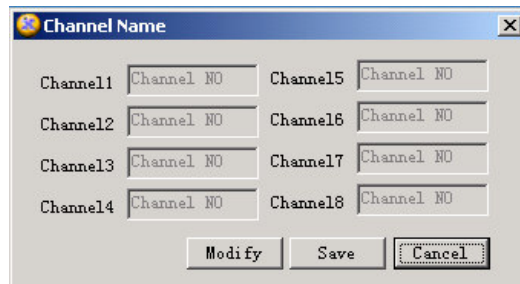 Channel Name
Channel1 Channel NO Channel5 Channel NO
Channel2 Channel NO Channel6 Channel NO
Channel3 Channel NO Channel7 Channel NO
Channel4 Channel NO Channel8 Channel NO
Modify Save Cancel